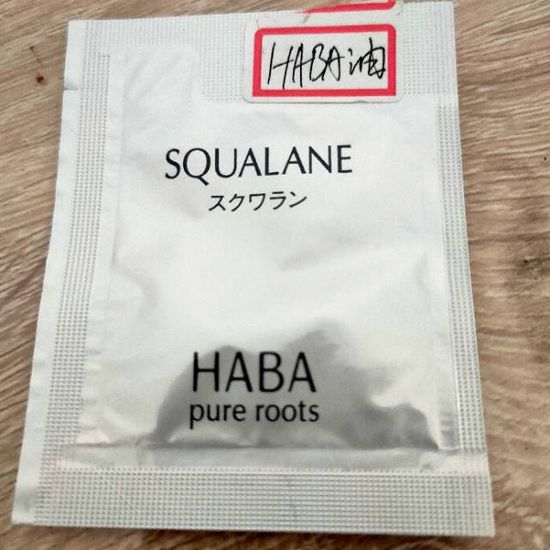 HABA油
SQUALANE
スクワラン
HABA
pure roots